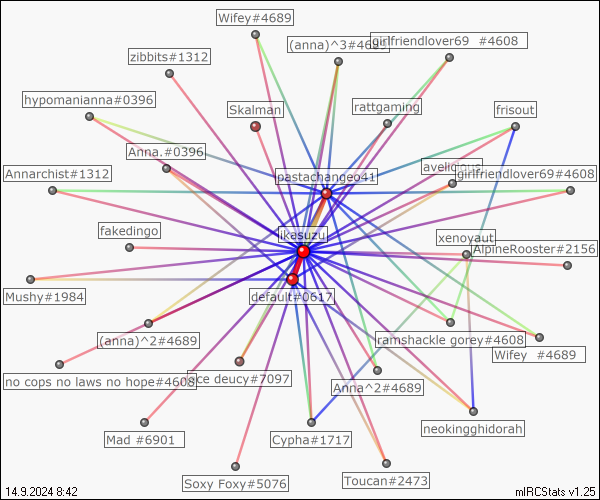 Wifey#4689
(anna)^3#4689
girlfriendlover69 #4608
zibbits#1312
hypomanianna#0396
Skalman
rattgaming
frisout
Anna.#0396
Annarchist#1312
pastachangeo41
girlfriendlover69#4608
fakedingo
ikasuzu
xenoyaut
AlpineRooster#2156
Mushy#1984
default#0617
(anna)^2#4689
ramshackle gorey#4608
Wifey #4689
no cops no laws no hope#4608
deucy#7097
Anna^2#4689
Mad #6901
Cypha#1717
neokingghidorah
Soxy Foxy#5076
Toucan#2473
14.9.2024 8:42
mIRCStats v1.25